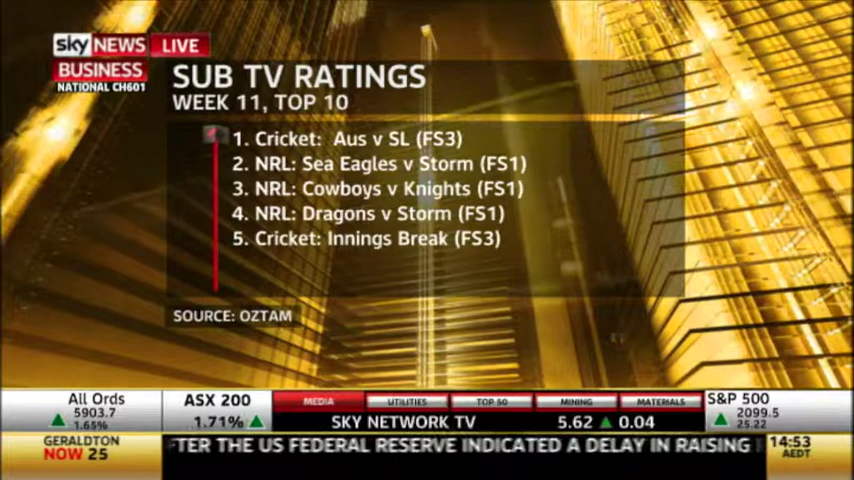 sky NEWS LIVE
BUSINESS
NATIONAL CH601
SUB TV RATINGS
WEEK 11, TOP 10
1. Cricket: Aus v SL (FS3)
2. NRL: Sea Eagles v Storm (FS1)
3. NRL: Cowboys v Knights (FS1)
4. NRL: Dragons v Storm (FS1)
5. Cricket: Innings Break (FS3)
SOURCE: OZTAM
All Ords
5903.7
1.65%
ASX 200
1.71%
MEDIA UTILITIES TOP 50 MINING MATERIALS
SKY NETWORK TV 5.62 0.04
S&P 500
2099.5
25.22
GERALDTON
NOW 25
TER THE US FEDERAL RESERVE INDICATED A DELAY IN RAISING
14:53
AEDT